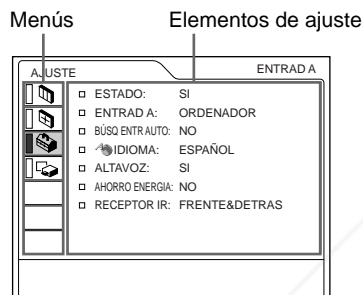 Menús Elementos de ajuste
AJUSTE ENTRAD A
ESTADO: SI
ENTRAD A: ORDENADOR
BÚSQ ENTR AUTO: NO
IDIOMA: ESPAÑOL
ALTAVOZ: SI
AHORRO ENERGIA: NO
RECEPTOR IR: FRENTE&DETRAS